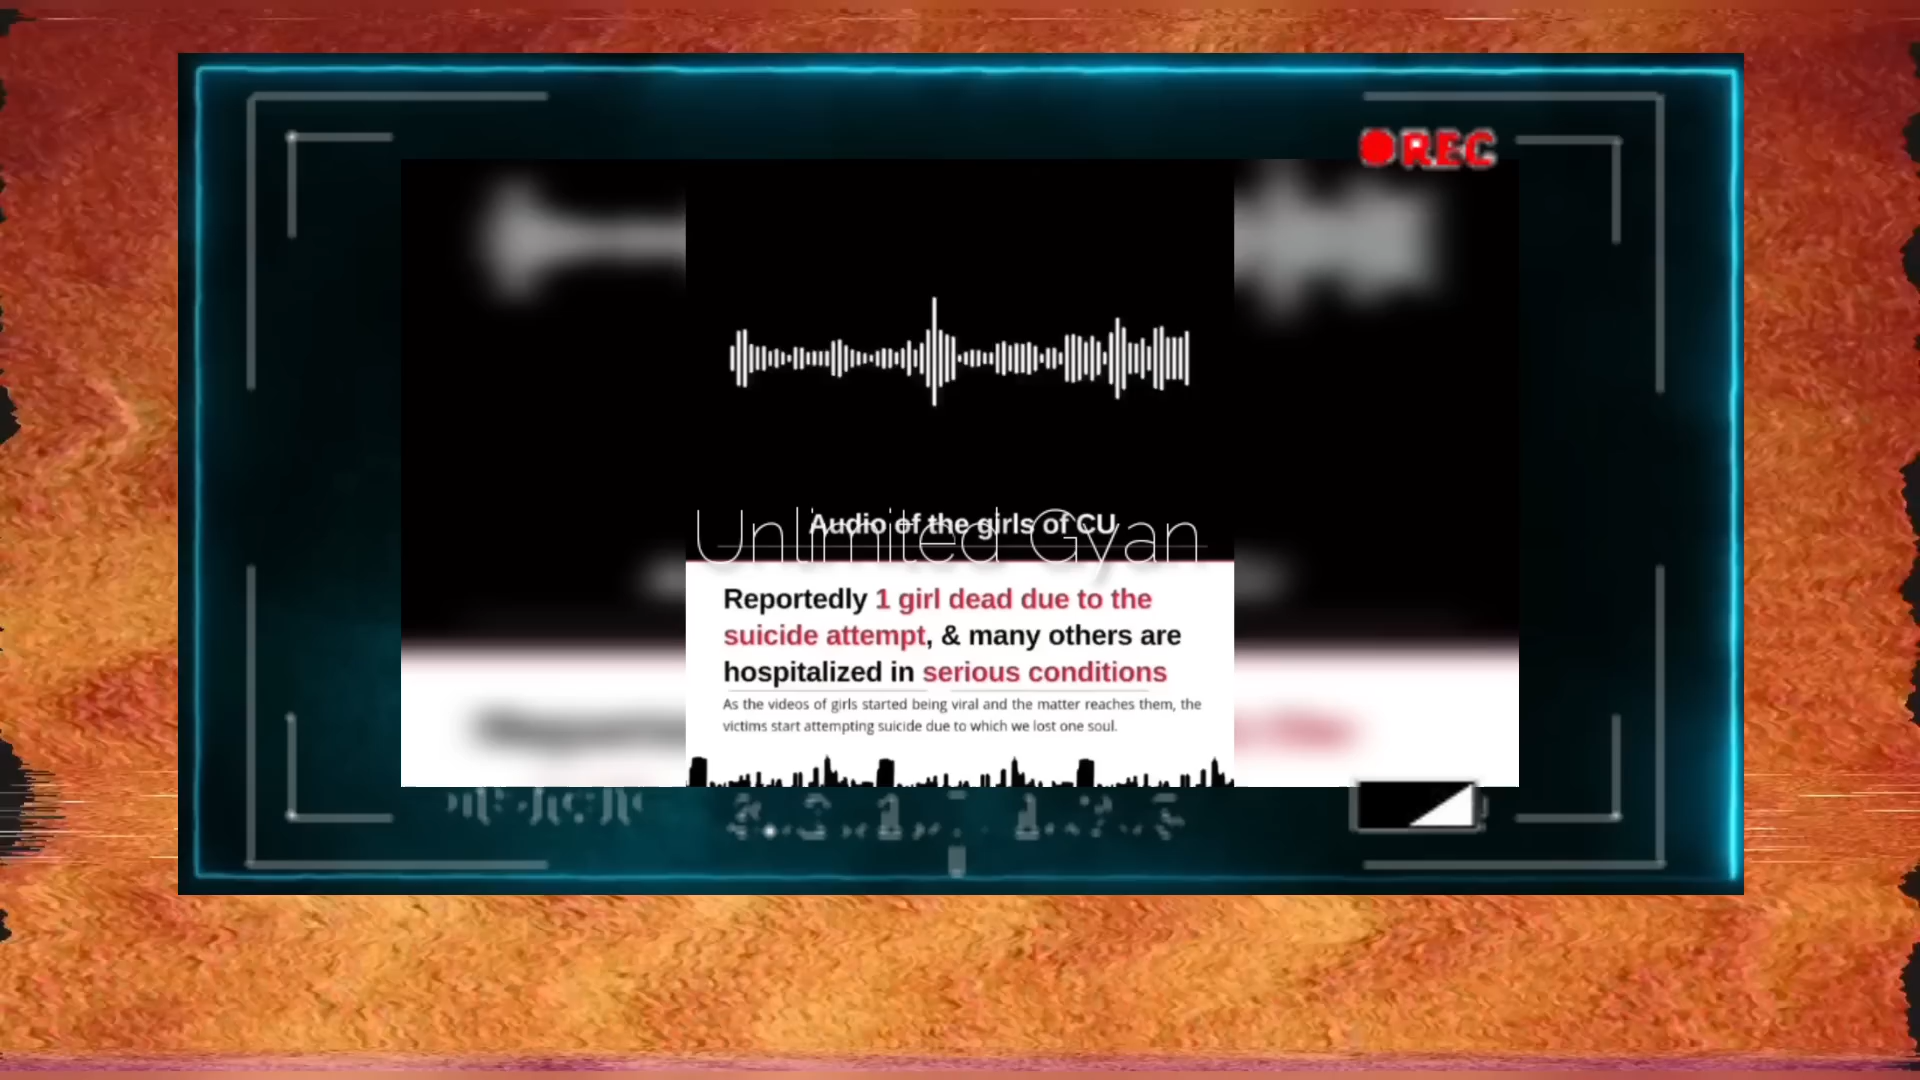 REC
Audio of the girls of CU
Unlimited Gyan
Reportedly 1 girl dead due to the
suicide attempt, & many others are
hospitalized in serious conditions
As the videos of girls started being viral and the matter reaches them, the
victims start attempting suicide due to which we lost one soul.